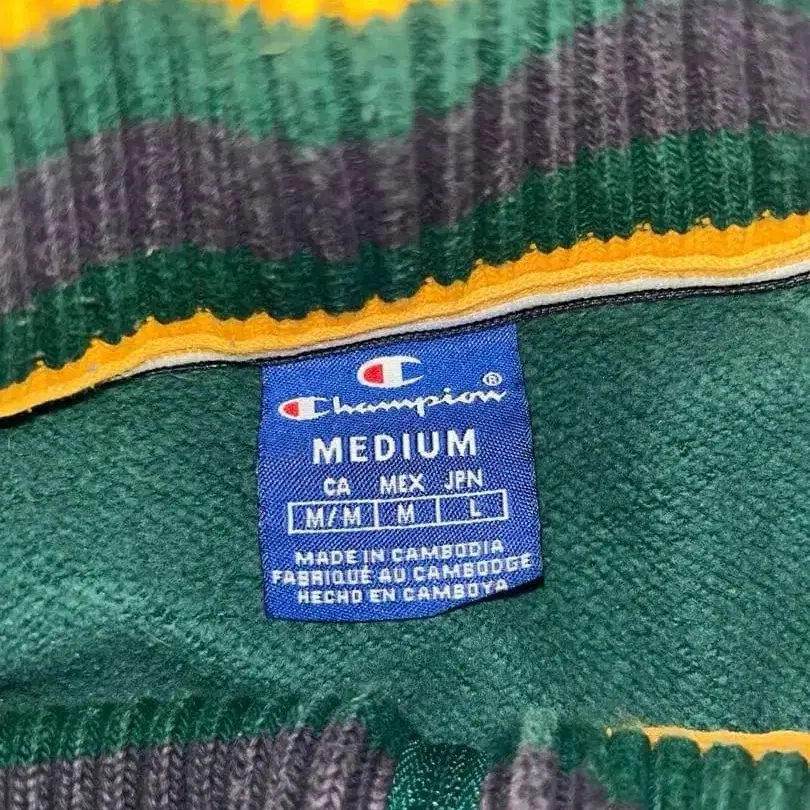 Champion®
MEDIUM
CA MEX JPN
M/M M L
MADE IN CAMBODIA
FABRIQUÉ AU CAMBODGE
HECHO EN CAMBOYA